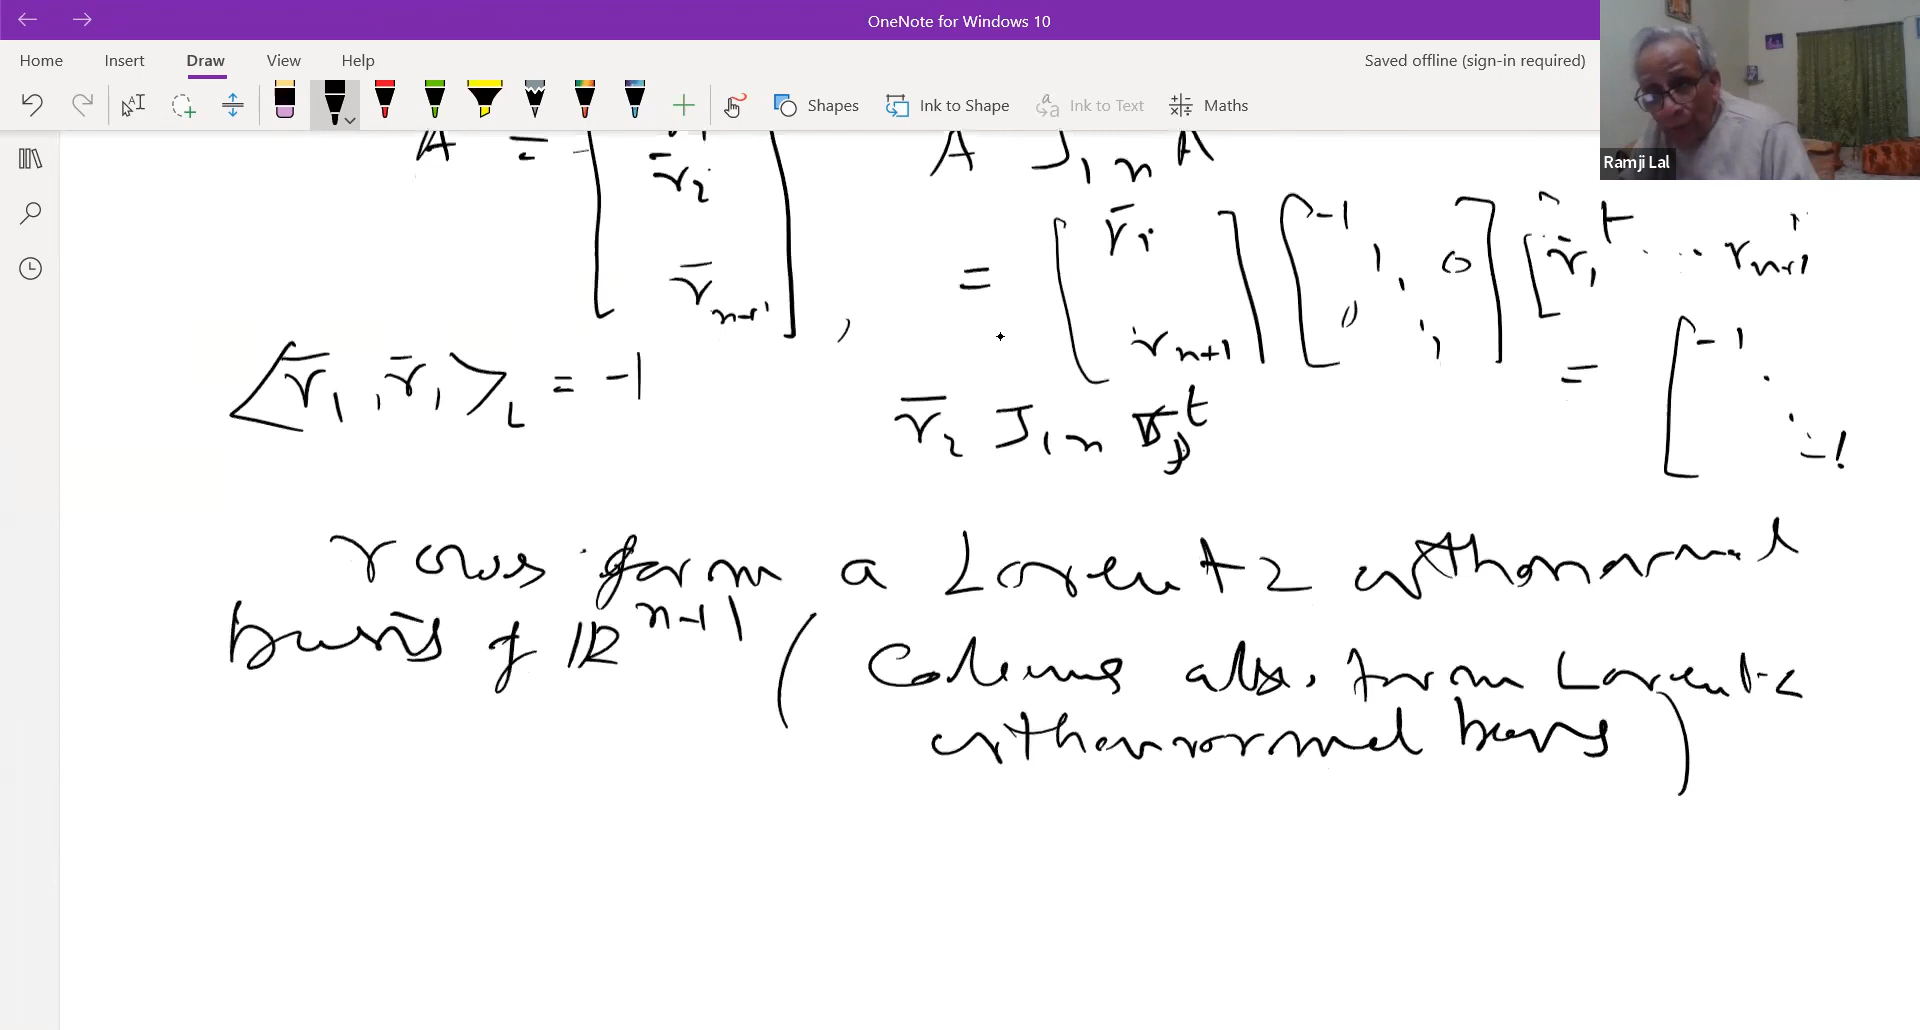 OneNote for Windows 10
Home Insert Draw View Help Saved offline (sign-in required)
Shapes Ink to Shape Ink to Text Maths
Ramji Lal
A = [ r̄₂ r̄ₙ₊₁ ] , A J₁ₙ A
= [ r̄₁ rₙ₊₁ ] [ -1 1 0 0 1 ] [ r̄₁ᵗ ... rₙ₊₁
⟨r̄₁, r̄₁⟩_L = -1
= [ -1
r̄₂ J₁ₙ
rows form a Lorentz orthonormal
basis of ℝⁿ⁺¹ ( Columns also form Lorentz
orthonormal basis )